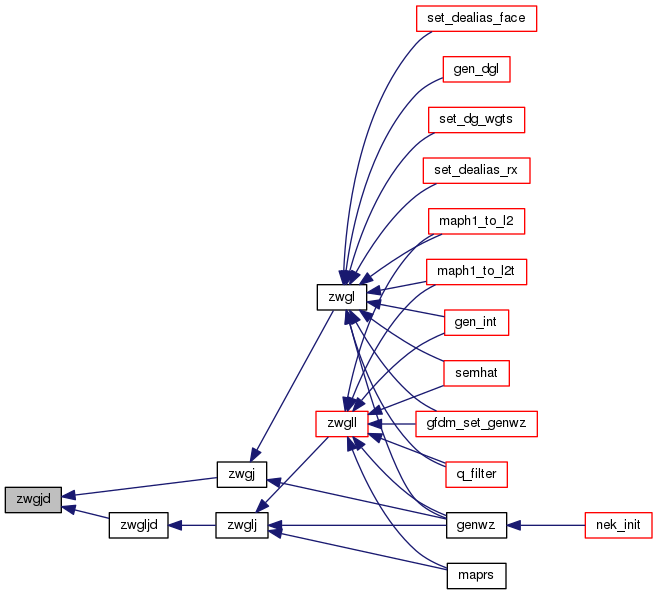 set_dealias_face
gen_dgl
set_dg_wgts
set_dealias_rx
maph1_to_l2
maph1_to_l2t
zwgl
gen_int
semhat
zwgll
gfdm_set_genwz
zwgj
q_filter
zwgjd
zwgljd
zwglj
genwz
nek_init
maprs